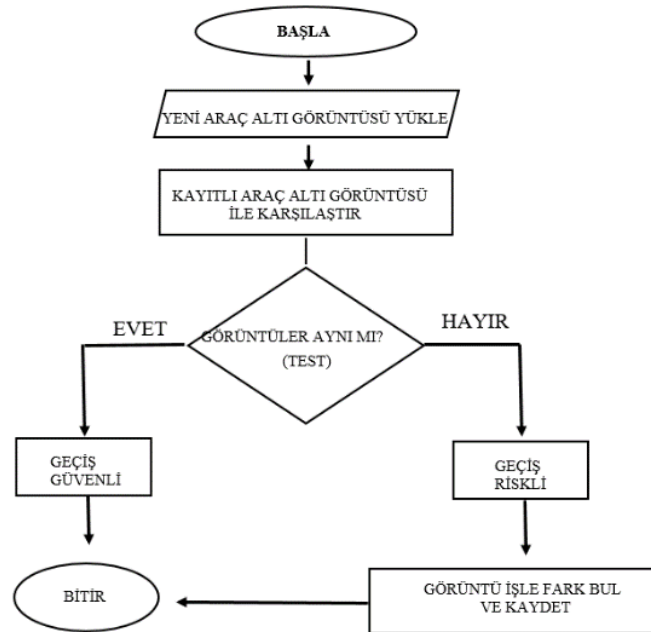 BAŞLA
YENİ ARAÇ ALTI GÖRÜNTÜSÜ YÜKLE
KAYITLI ARAÇ ALTI GÖRÜNTÜSÜ
İLE KARŞILAŞTIR
EVET
GÖRÜNTÜLER AYNI MI?
(TEST)
HAYIR
GEÇİŞ
GÜVENLİ
GEÇİŞ
RİSKLİ
BİTİR
GÖRÜNTÜ İŞLE FARK BUL
VE KAYDET